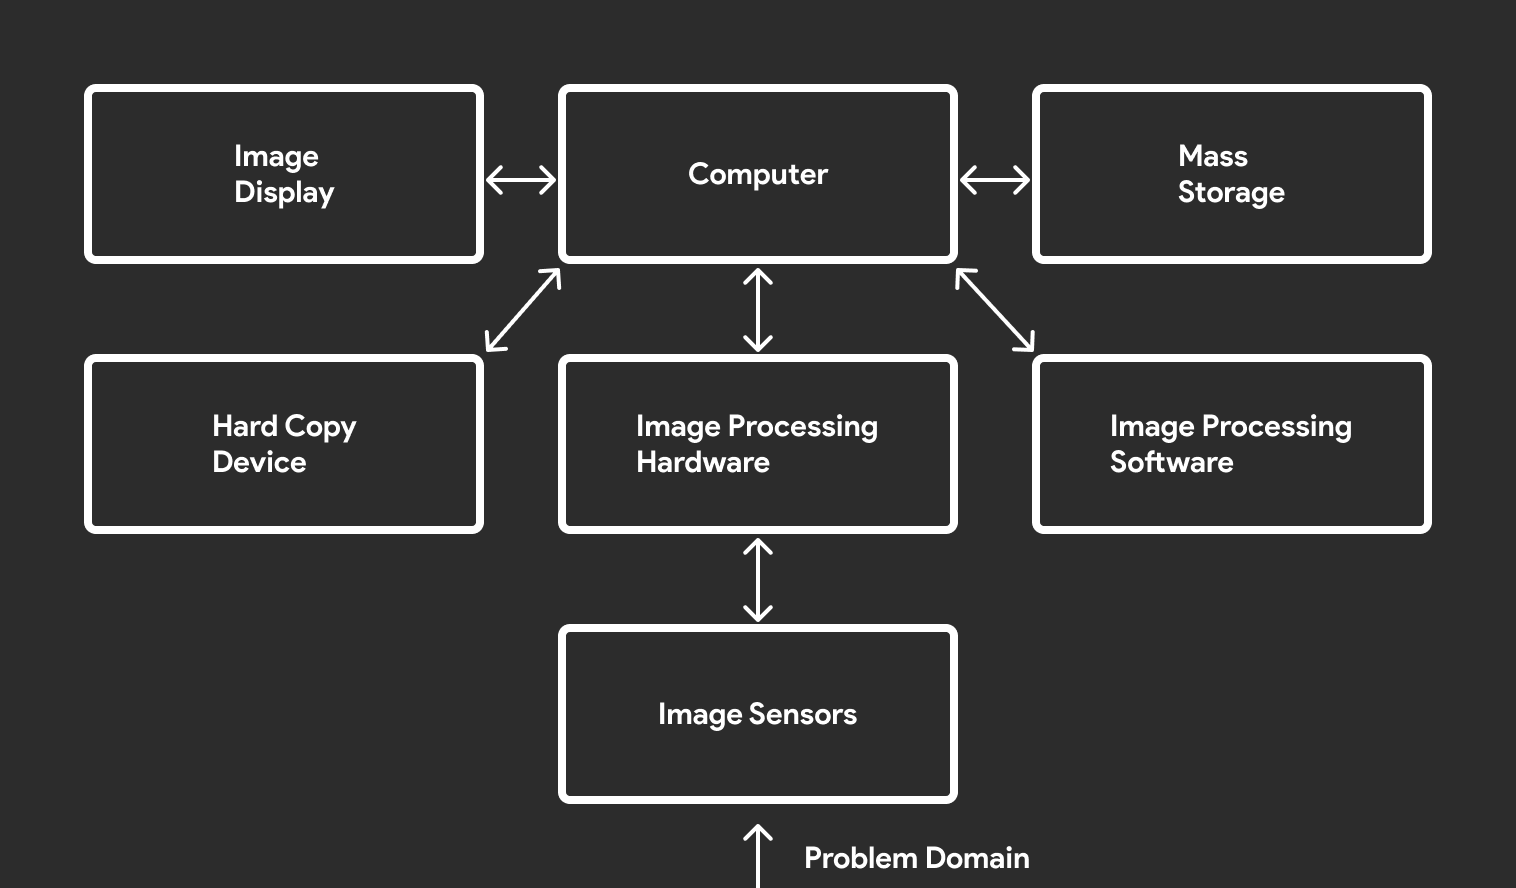 Image
Display
Computer
Mass
Storage
Hard Copy
Device
Image Processing
Hardware
Image Processing
Software
Image Sensors
Problem Domain